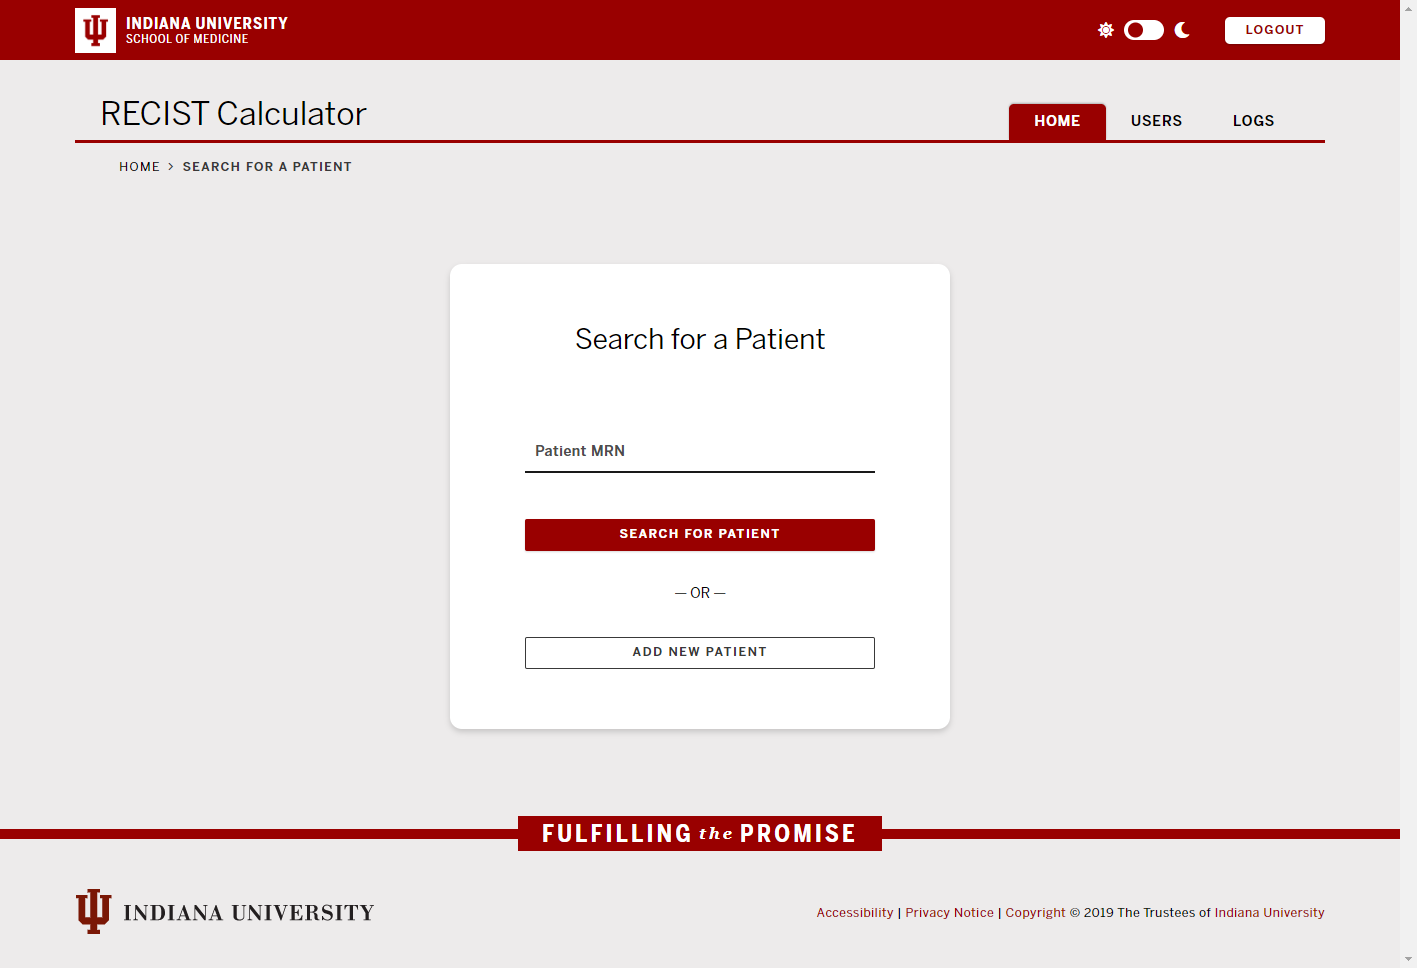 INDIANA UNIVERSITY
SCHOOL OF MEDICINE
LOGOUT
RECIST Calculator
HOME USERS LOGS
HOME > SEARCH FOR A PATIENT
Search for a Patient
Patient MRN
SEARCH FOR PATIENT
— OR —
ADD NEW PATIENT
FULFILLING the PROMISE
INDIANA UNIVERSITY
Accessibility | Privacy Notice | Copyright © 2019 The Trustees of Indiana University